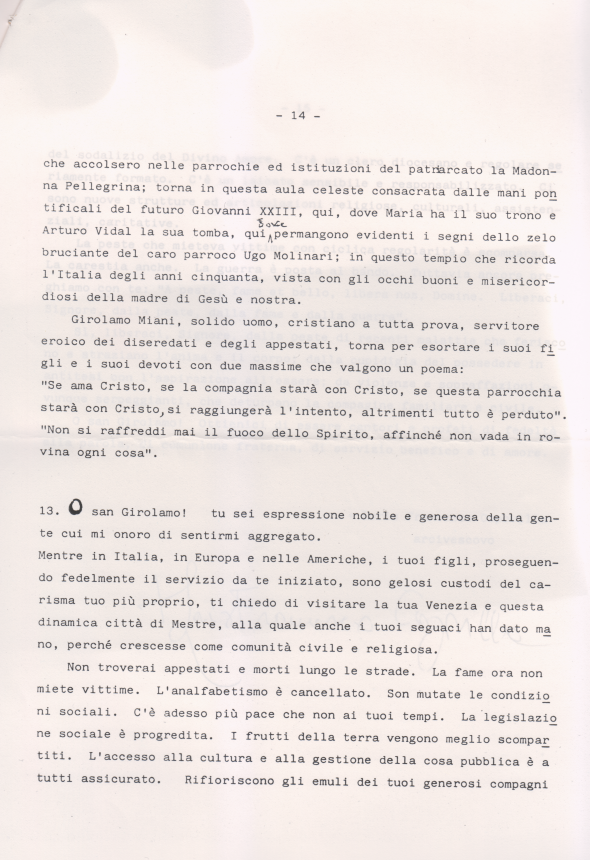 - 14 -
che accolsero nelle parrochie ed istituzioni del patriarcato la Madon-
na Pellegrina; torna in questa aula celeste consacrata dalle mani pon
tificali del futuro Giovanni XXIII, qui, dove Maria ha il suo trono e
Arturo Vidal la sua tomba, qui permangono evidenti i segni dello zelo
bruciante del caro parroco Ugo Molinari; in questo tempio che ricorda
l'Italia degli anni cinquanta, vista con gli occhi buoni e misericor-
diosi della madre di Gesù e nostra.
Girolamo Miani, solido uomo, cristiano a tutta prova, servitore
eroico dei diseredati e degli appestati, torna per esortare i suoi fi
gli e i suoi devoti con due massime che valgono un poema:
"Se ama Cristo, se la compagnia starà con Cristo, se questa parrocchia
starà con Cristo, si raggiungerà l'intento, altrimenti tutto è perduto".
"Non si raffreddi mai il fuoco dello Spirito, affinché non vada in ro-
vina ogni cosa".
13. O san Girolamo! tu sei espressione nobile e generosa della gen-
te cui mi onoro di sentirmi aggregato.
Mentre in Italia, in Europa e nelle Americhe, i tuoi figli, proseguen-
do fedelmente il servizio da te iniziato, sono gelosi custodi del ca-
risma tuo più proprio, ti chiedo di visitare la tua Venezia e questa
dinamica città di Mestre, alla quale anche i tuoi seguaci han dato ma
no, perché crescesse come comunità civile e religiosa.
Non troverai appestati e morti lungo le strade. La fame ora non
miete vittime. L'analfabetismo è cancellato. Son mutate le condizio
ni sociali. C'è adesso più pace che non ai tuoi tempi. La legislazio
ne sociale è progredita. I frutti della terra vengono meglio scompar
titi. L'accesso alla cultura e alla gestione della cosa pubblica è a
tutti assicurato. Rifioriscono gli emuli dei tuoi generosi compagni